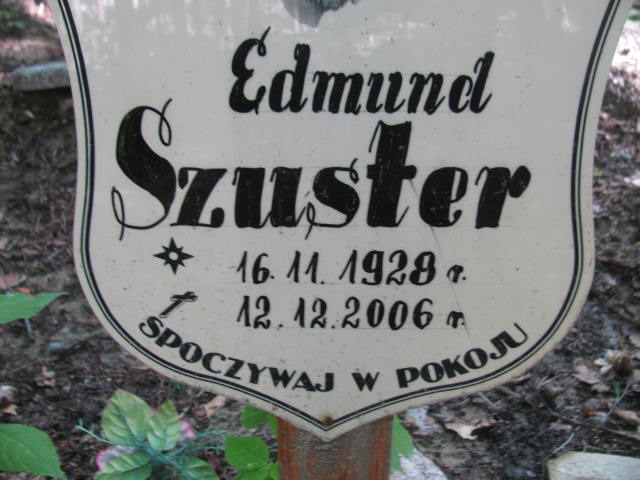 Edmund
Szuster
16.11.1928 r.
12.12.2006 r.
SPOCZYWAJ W POKOJU